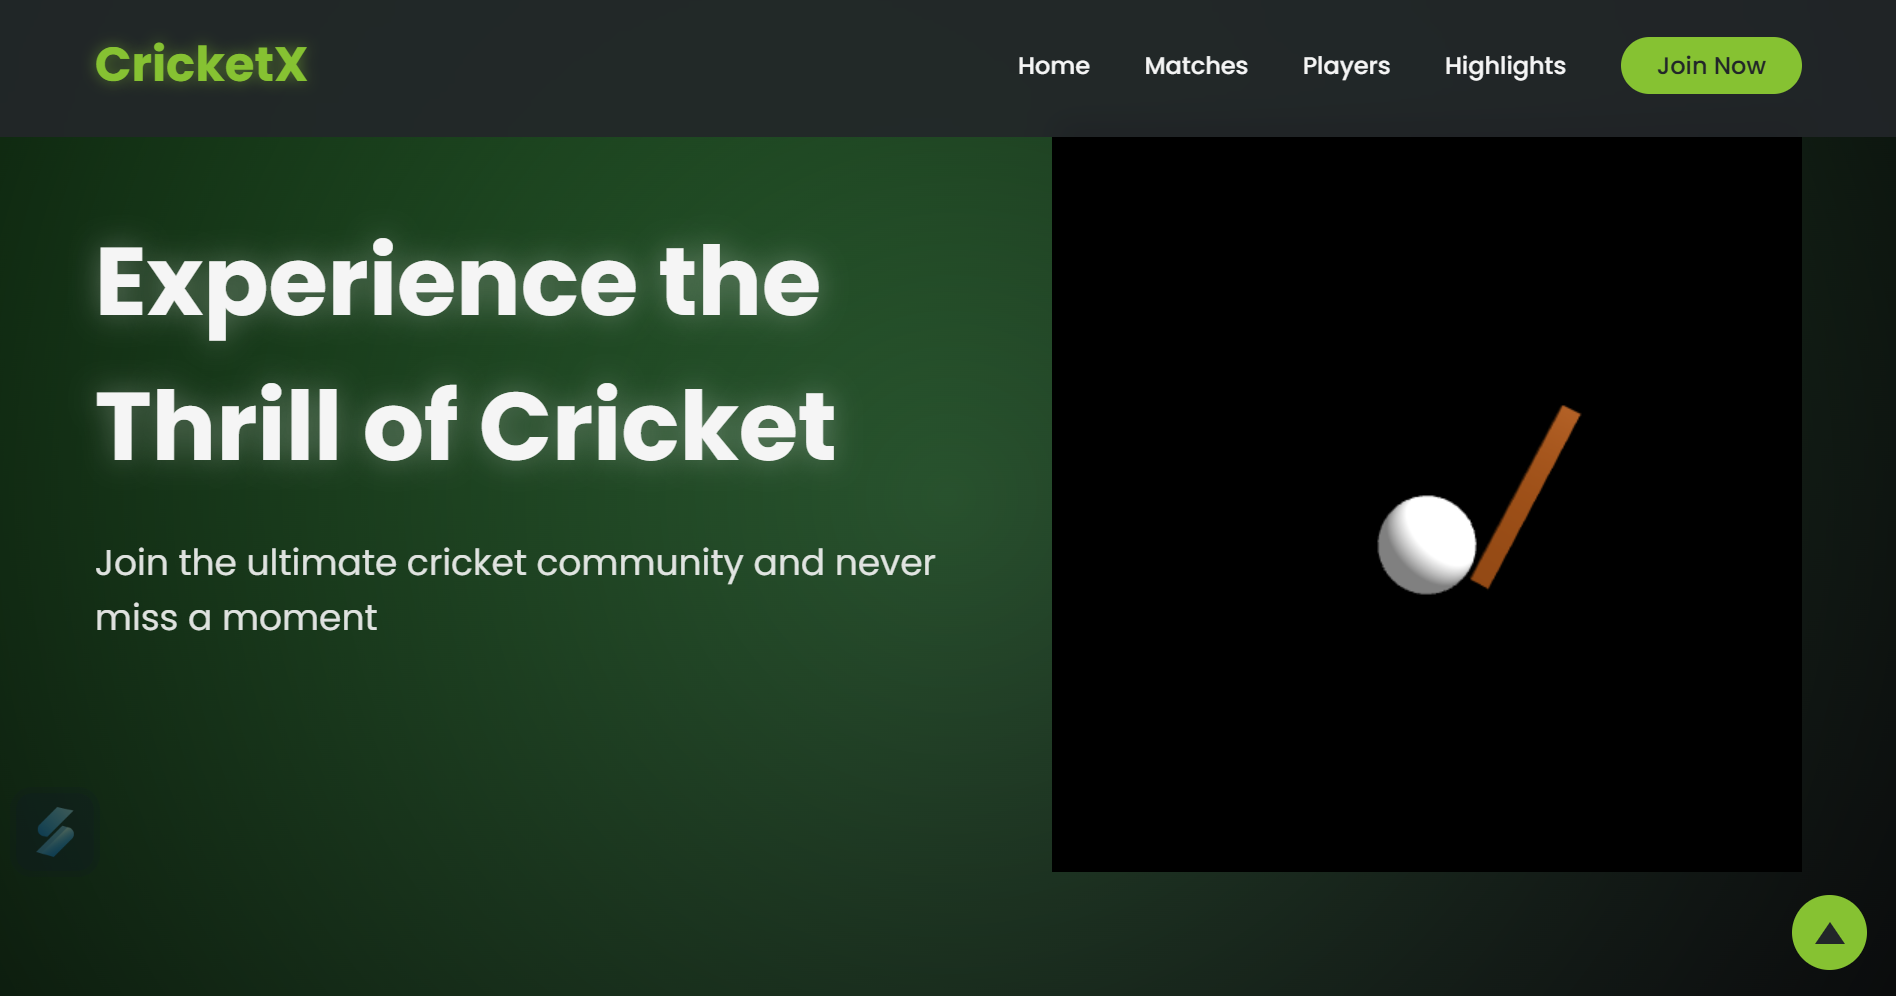 CricketX
Home
Matches
Players
Highlights
Join Now
Experience the
Thrill of Cricket
Join the ultimate cricket community and never
miss a moment